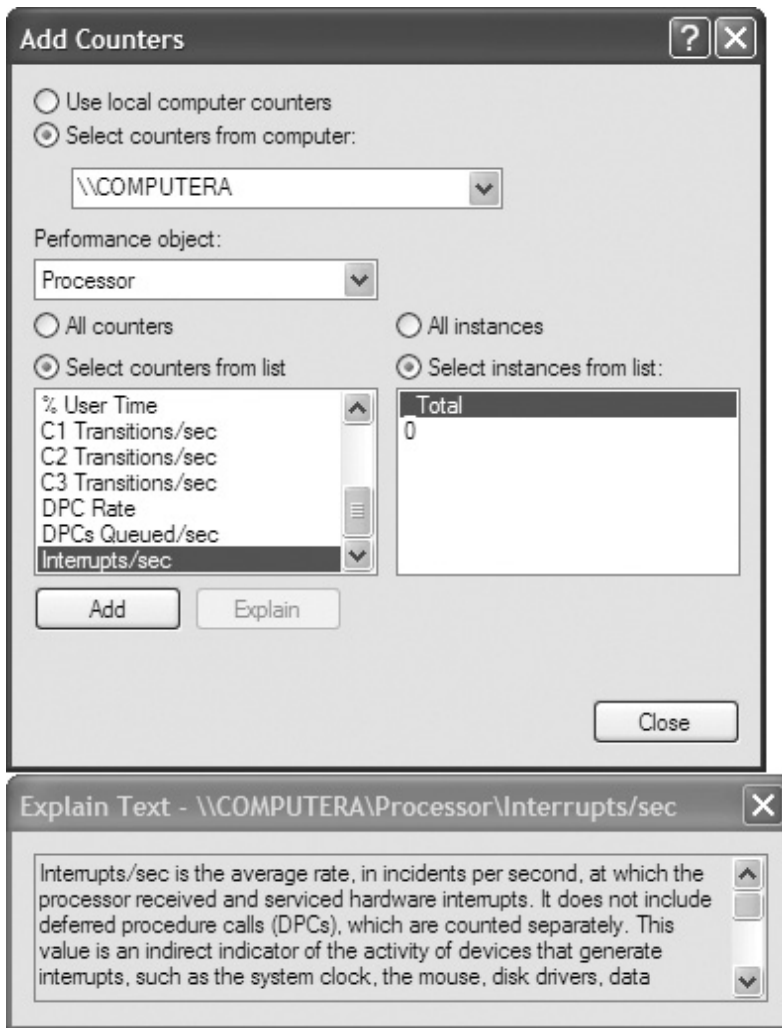 Add Counters
Use local computer counters
Select counters from computer:
\\COMPUTERA
Performance object:
Processor
All counters
All instances
Select counters from list
Select instances from list:
% User Time
C1 Transitions/sec
C2 Transitions/sec
C3 Transitions/sec
DPC Rate
DPCs Queued/sec
Interrupts/sec
_Total
0
Add
Explain
Close
Explain Text - \\COMPUTERA\Processor\Interrupts/sec
Interrupts/sec is the average rate, in incidents per second, at which the
processor received and serviced hardware interrupts. It does not include
deferred procedure calls (DPCs), which are counted separately. This
value is an indirect indicator of the activity of devices that generate
interrupts, such as the system clock, the mouse, disk drivers, data